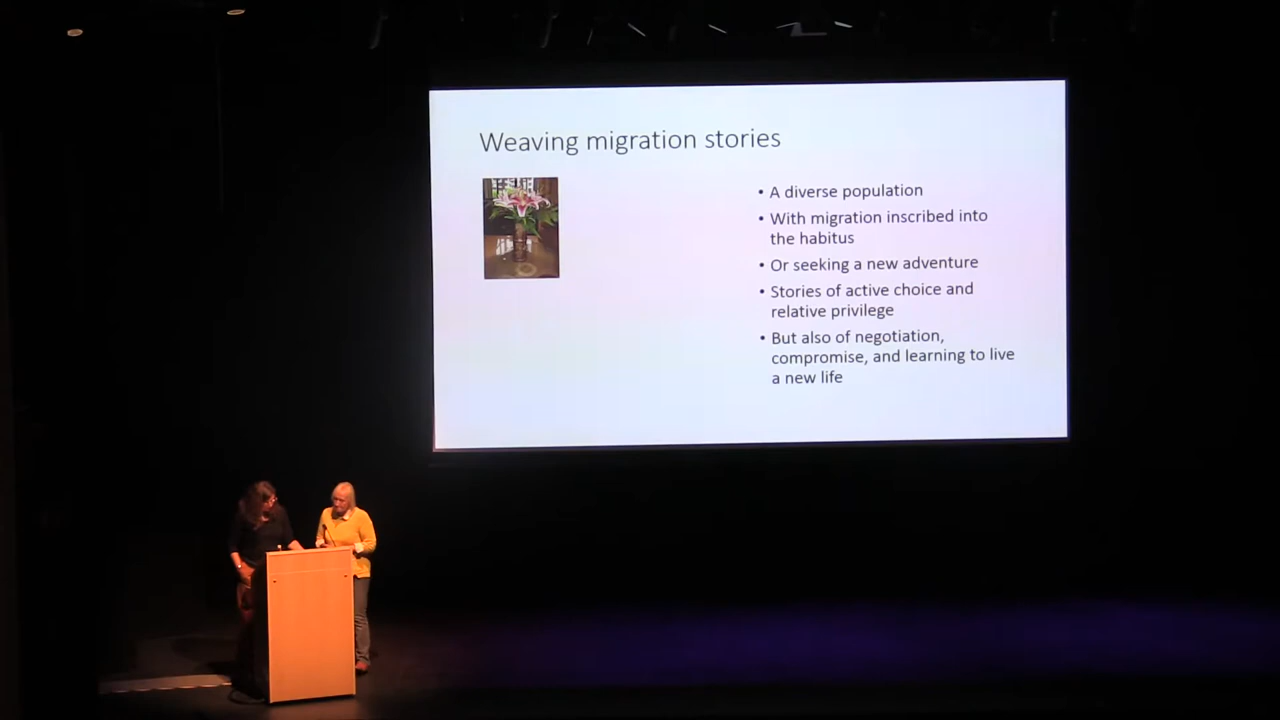 Weaving migration stories
• A diverse population
• With migration inscribed into
the habitus
• Or seeking a new adventure
• Stories of active choice and
relative privilege
• But also of negotiation,
compromise, and learning to live
a new life